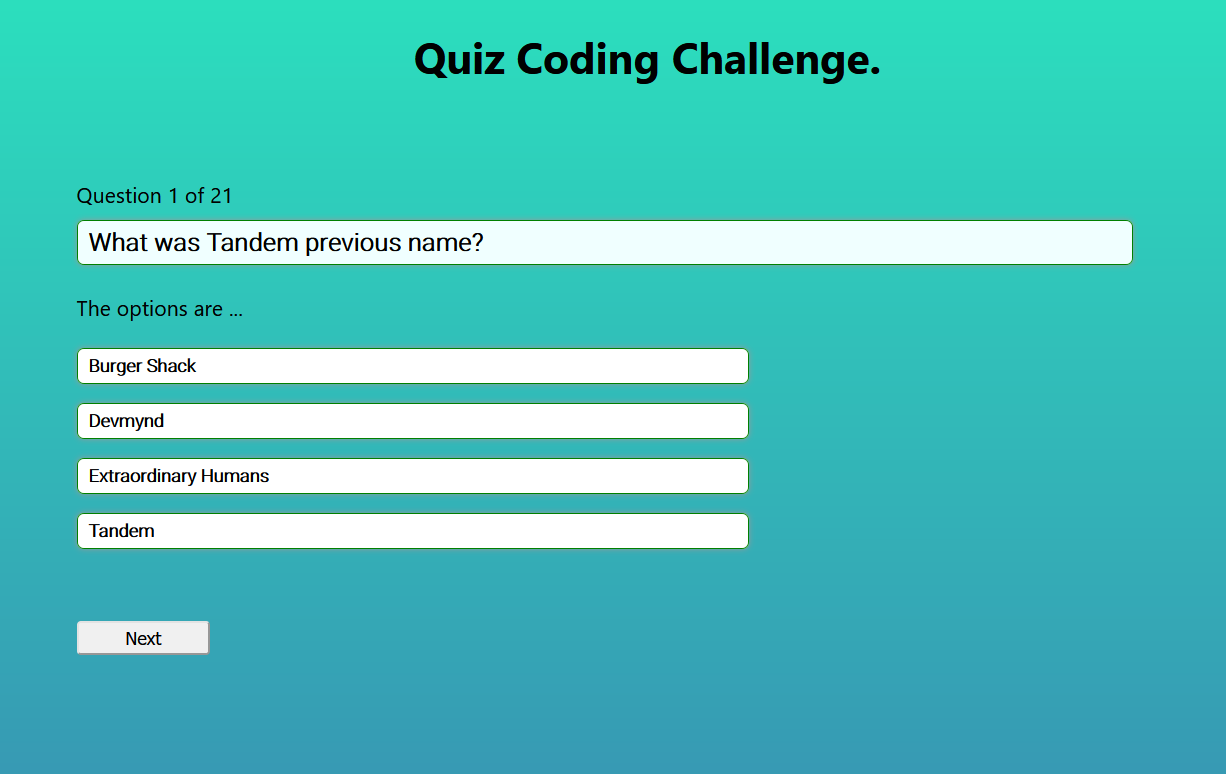 Quiz Coding Challenge.
Question 1 of 21
What was Tandem previous name?
The options are ...
Burger Shack
Devmynd
Extraordinary Humans
Tandem
Next